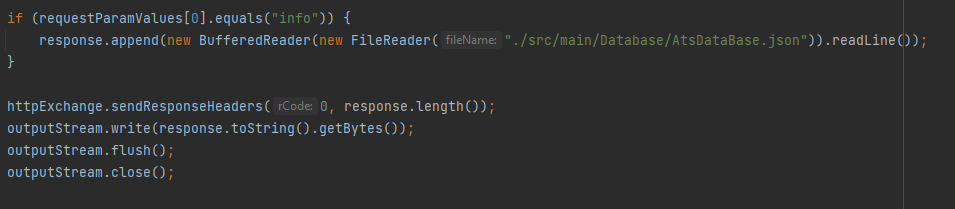 if (requestParamValues[0].equals("info")) {
response.append(new BufferedReader(new FileReader( fileName: "./src/main/Database/AtsDataBase.json")).readLine());
}
httpExchange.sendResponseHeaders( rCode: 0, response.length());
outputStream.write(response.toString().getBytes());
outputStream.flush();
outputStream.close();